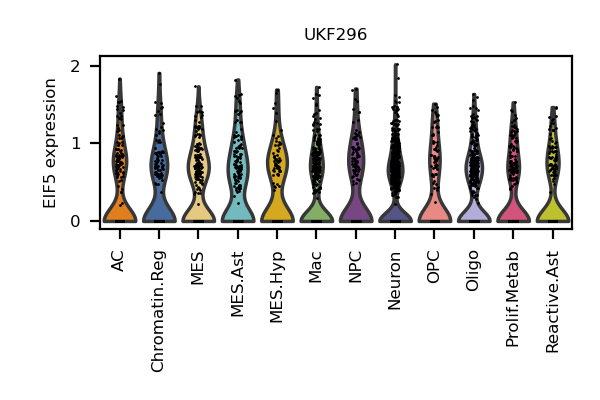 UKF296
EIF5 expression
2
1
0
AC
Chromatin.Reg
MES
MES.Ast
MES.Hyp
Mac
NPC
Neuron
OPC
Oligo
Prolif.Metab
Reactive.Ast